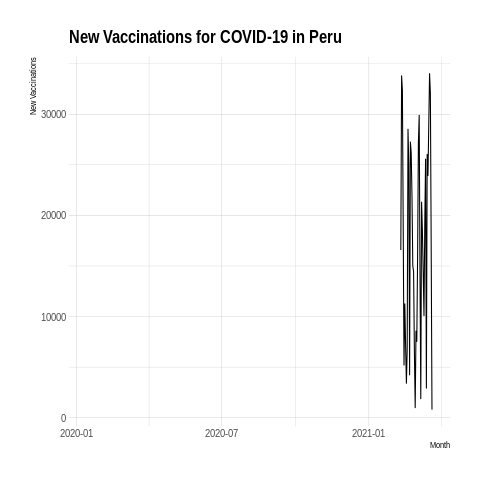 New Vaccinations for COVID-19 in Peru
New Vaccinations
30000
20000
10000
0
2020-01
2020-07
2021-01
Month